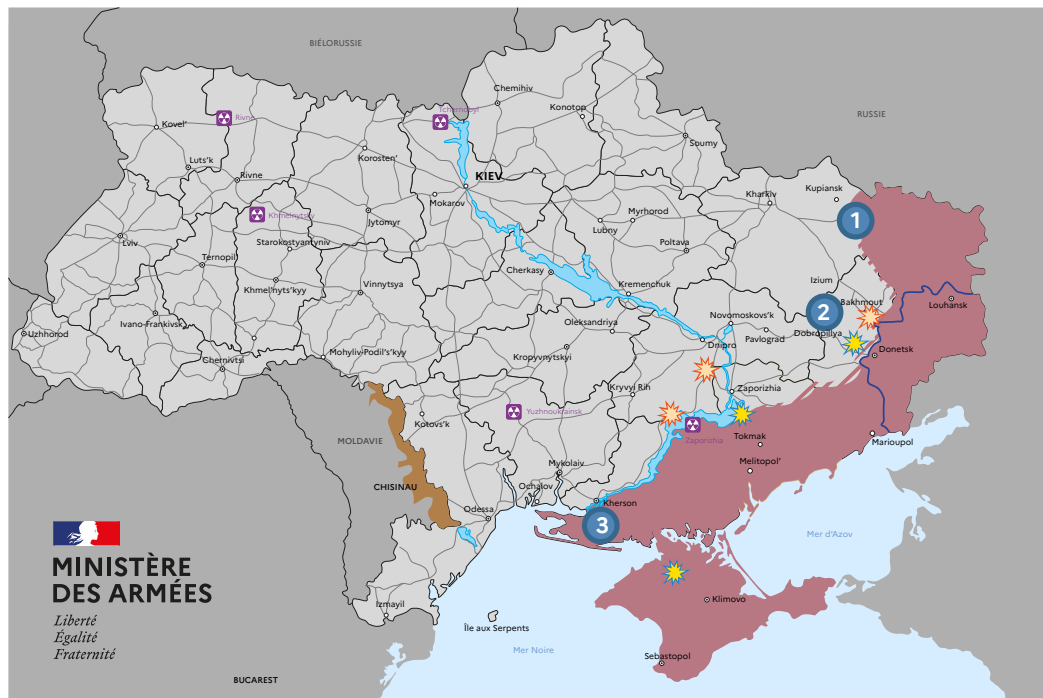 BIÉLORUSSIE
RUSSIE
Chemihiv
Konotop
Tchernobyl
Rivne
Kovel'
Soumy
Korosten'
Luts'k
Rivne
KIEV
Kharkiv
Kupiansk
Mokarov
Khmelnytsky
Jytomyr
Myrhorod
Lubny
1
Lviv
Starokostyantyniv
Poltava
Ternopil
Cherkasy
Izium
Khmel'nyts'kyy
Vinnytsya
Kremenchuk
Bakhmout
Louhansk
2
Ivano-Frankivsk
Oleksandriya
Novomoskovs'k
Uzhhorod
Dobropillya
Pavlograd
Dnipro
Mohyliv-Podil's'kyy
Kropyvnytskyi
Donetsk
Chernivtsi
Kryvyi Rih
Zaporizhia
Yuzhnoukrainsk
Kotovs'k
Zaporizhia
Tokmak
Marioupol
MOLDAVIE
Mykolaiv
Melitopol'
CHISINAU
Ochalov
Kherson
Odessa
3
Mer d'Azov
MINISTÈRE
DES ARMÉES
Liberté
Égalité
Fraternité
Izmayil
Klimovo
Île aux Serpents
Mer Noire
Sebastopol
BUCAREST